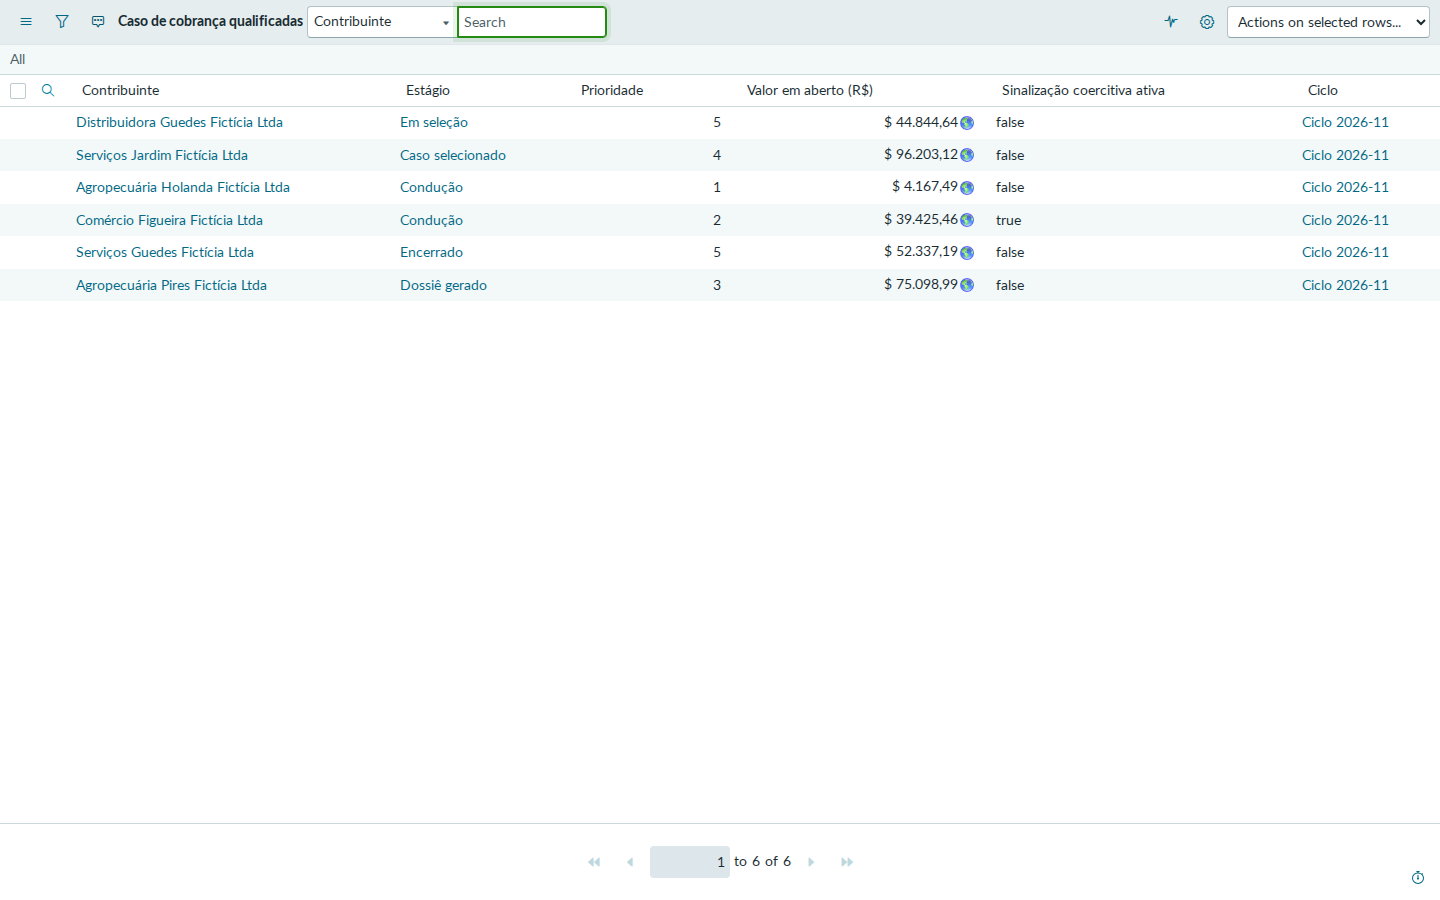 Caso de cobrança qualificadas Contribuinte Search Actions on selected rows...
All
Contribuinte Estágio Prioridade Valor em aberto (R$) Sinalização coercitiva ativa Ciclo
Distribuidora Guedes Fictícia Ltda Em seleção 5 $ 44.844,64 false Ciclo 2026-11
Serviços Jardim Fictícia Ltda Caso selecionado 4 $ 96.203,12 false Ciclo 2026-11
Agropecuária Holanda Fictícia Ltda Condução 1 $ 4.167,49 false Ciclo 2026-11
Comércio Figueira Fictícia Ltda Condução 2 $ 39.425,46 true Ciclo 2026-11
Serviços Guedes Fictícia Ltda Encerrado 5 $ 52.337,19 false Ciclo 2026-11
Agropecuária Pires Fictícia Ltda Dossiê gerado 3 $ 75.098,99 false Ciclo 2026-11
1 to 6 of 6